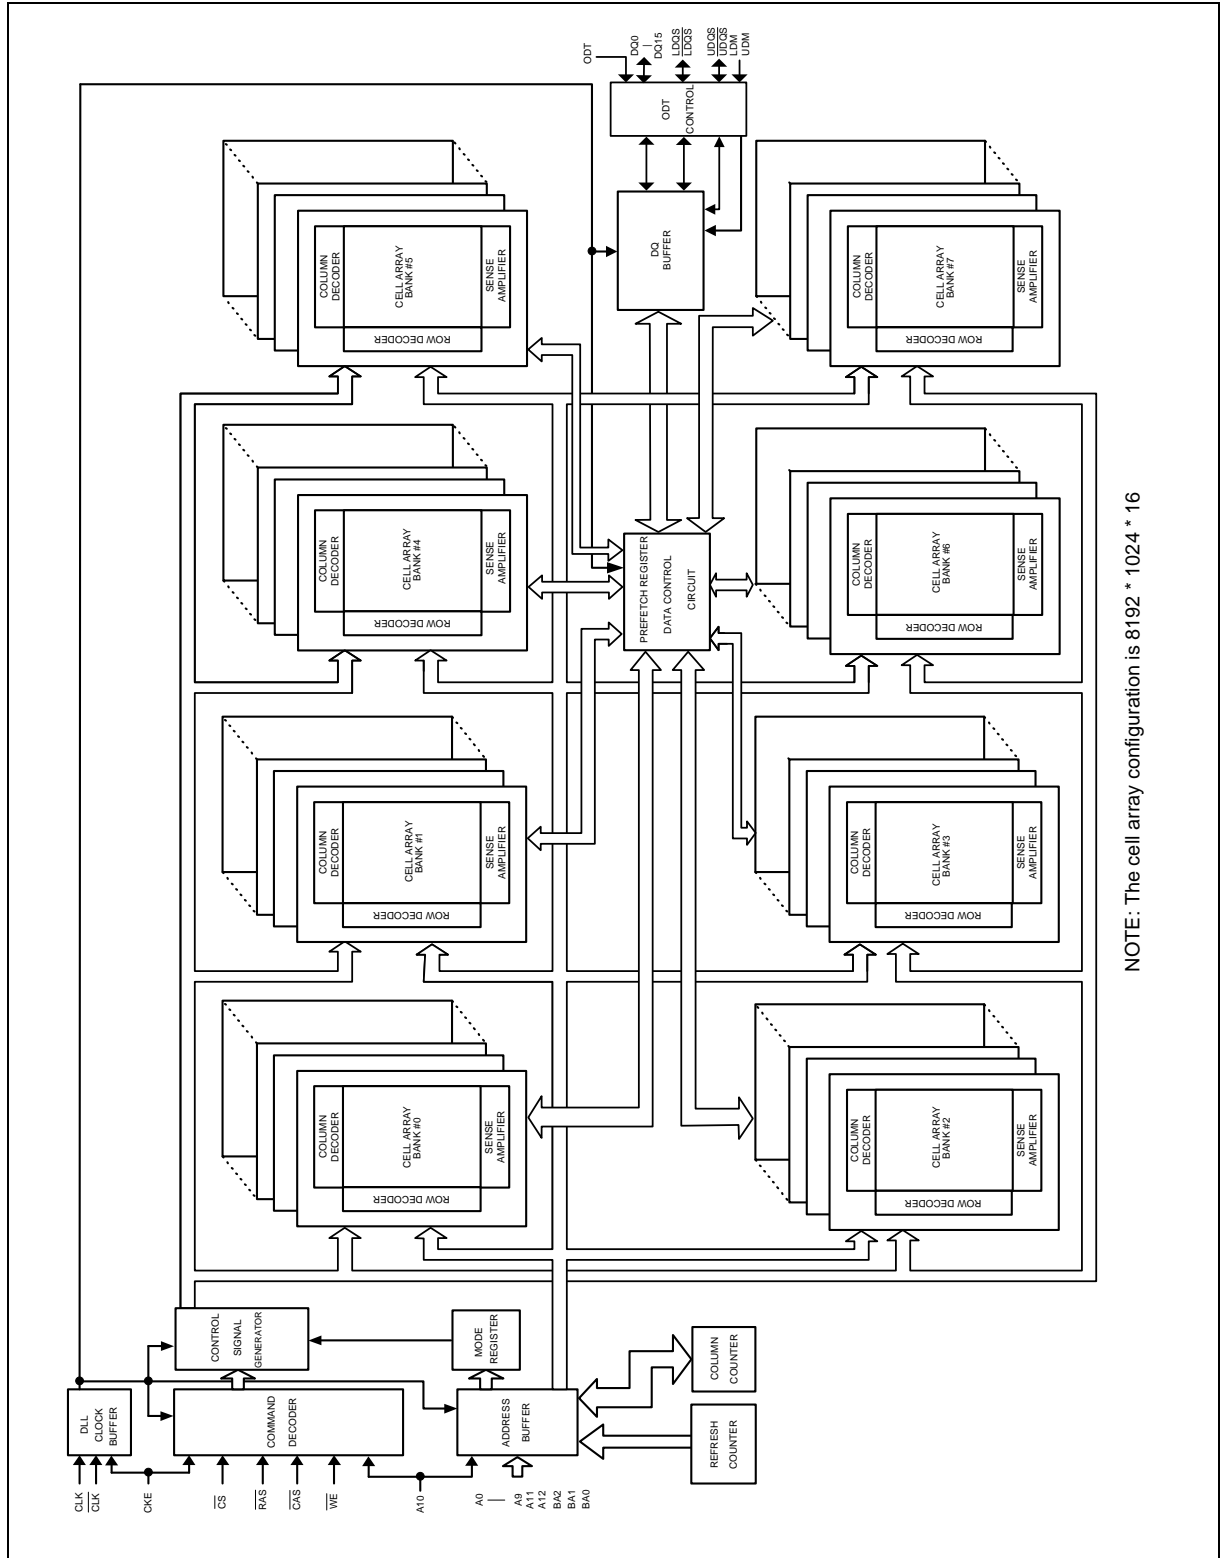 CLK
CLK
CKE
CS
RAS
CAS
WE
A10
A0
A9
A11
A12
BA2
BA1
BA0
DLL
CLOCK
BUFFER
COMMAND
DECODER
ADDRESS
BUFFER
REFRESH
COUNTER
COLUMN
COUNTER
CONTROL
SIGNAL
GENERATOR
MODE
REGISTER
COLUMN
DECODER
CELL ARRAY
BANK #0
SENSE
AMPLIFIER
ROW DECODER
COLUMN
DECODER
CELL ARRAY
BANK #1
SENSE
AMPLIFIER
ROW DECODER
COLUMN
DECODER
CELL ARRAY
BANK #4
SENSE
AMPLIFIER
ROW DECODER
COLUMN
DECODER
CELL ARRAY
BANK #5
SENSE
AMPLIFIER
ROW DECODER
COLUMN
DECODER
CELL ARRAY
BANK #2
SENSE
AMPLIFIER
ROW DECODER
COLUMN
DECODER
CELL ARRAY
BANK #3
SENSE
AMPLIFIER
ROW DECODER
COLUMN
DECODER
CELL ARRAY
BANK #6
SENSE
AMPLIFIER
ROW DECODER
COLUMN
DECODER
CELL ARRAY
BANK #7
SENSE
AMPLIFIER
ROW DECODER
PREFETCH REGISTER
DATA CONTROL
CIRCUIT
DQ
BUFFER
ODT
CONTROL
ODT
DQ0
DQ15
LDQS
LDQS
UDQS
UDQS
LDM
UDM
NOTE: The cell array configuration is 8192 * 1024 * 16